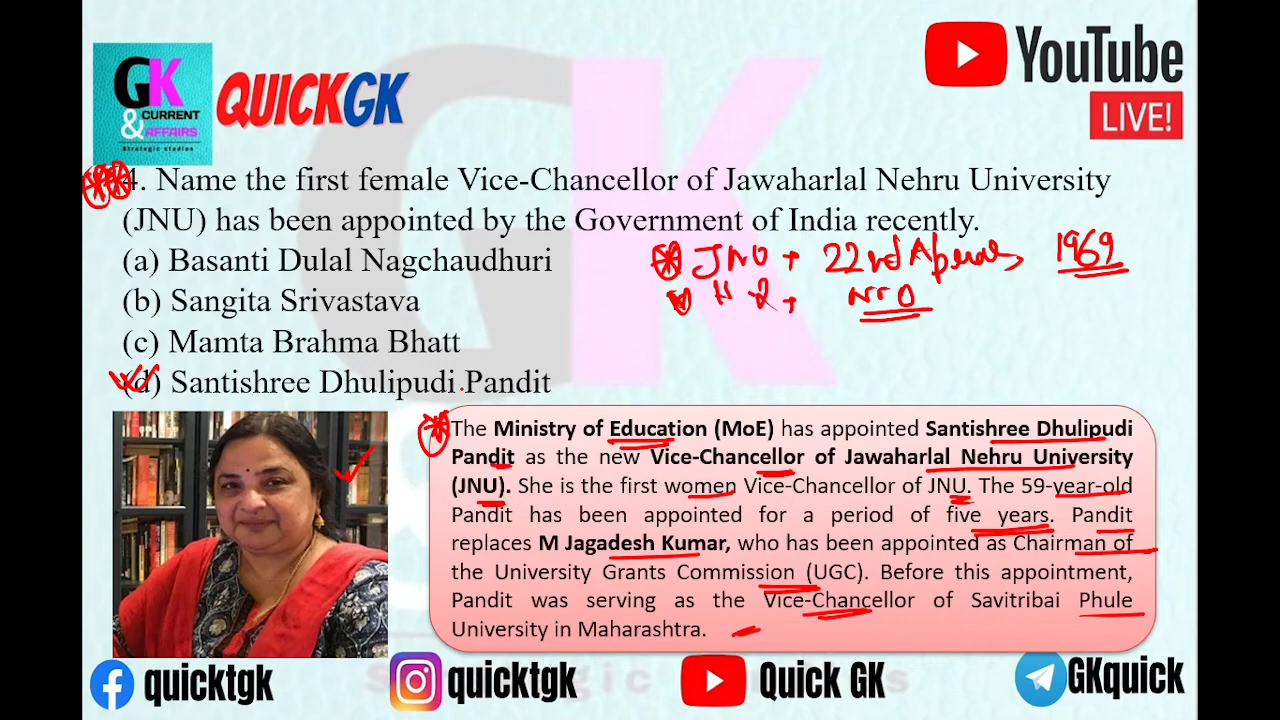 GK
CURRENT
& AFFAIRS
Strategic studies
QUICKGK
YouTube
LIVE!
4. Name the first female Vice-Chancellor of Jawaharlal Nehru University
(JNU) has been appointed by the Government of India recently.
(a) Basanti Dulal Nagchaudhuri
JNU 22nd April 1969
(b) Sangita Srivastava
(c) Mamta Brahma Bhatt
(d) Santishree Dhulipudi Pandit
The Ministry of Education (MoE) has appointed Santishree Dhulipudi
Pandit as the new Vice-Chancellor of Jawaharlal Nehru University
(JNU). She is the first women Vice-Chancellor of JNU. The 59-year-old
Pandit has been appointed for a period of five years. Pandit
replaces M Jagadesh Kumar, who has been appointed as Chairman of
the University Grants Commission (UGC). Before this appointment,
Pandit was serving as the Vice-Chancellor of Savitribai Phule
University in Maharashtra.
quicktgk
quicktgk
Quick GK
GKquick